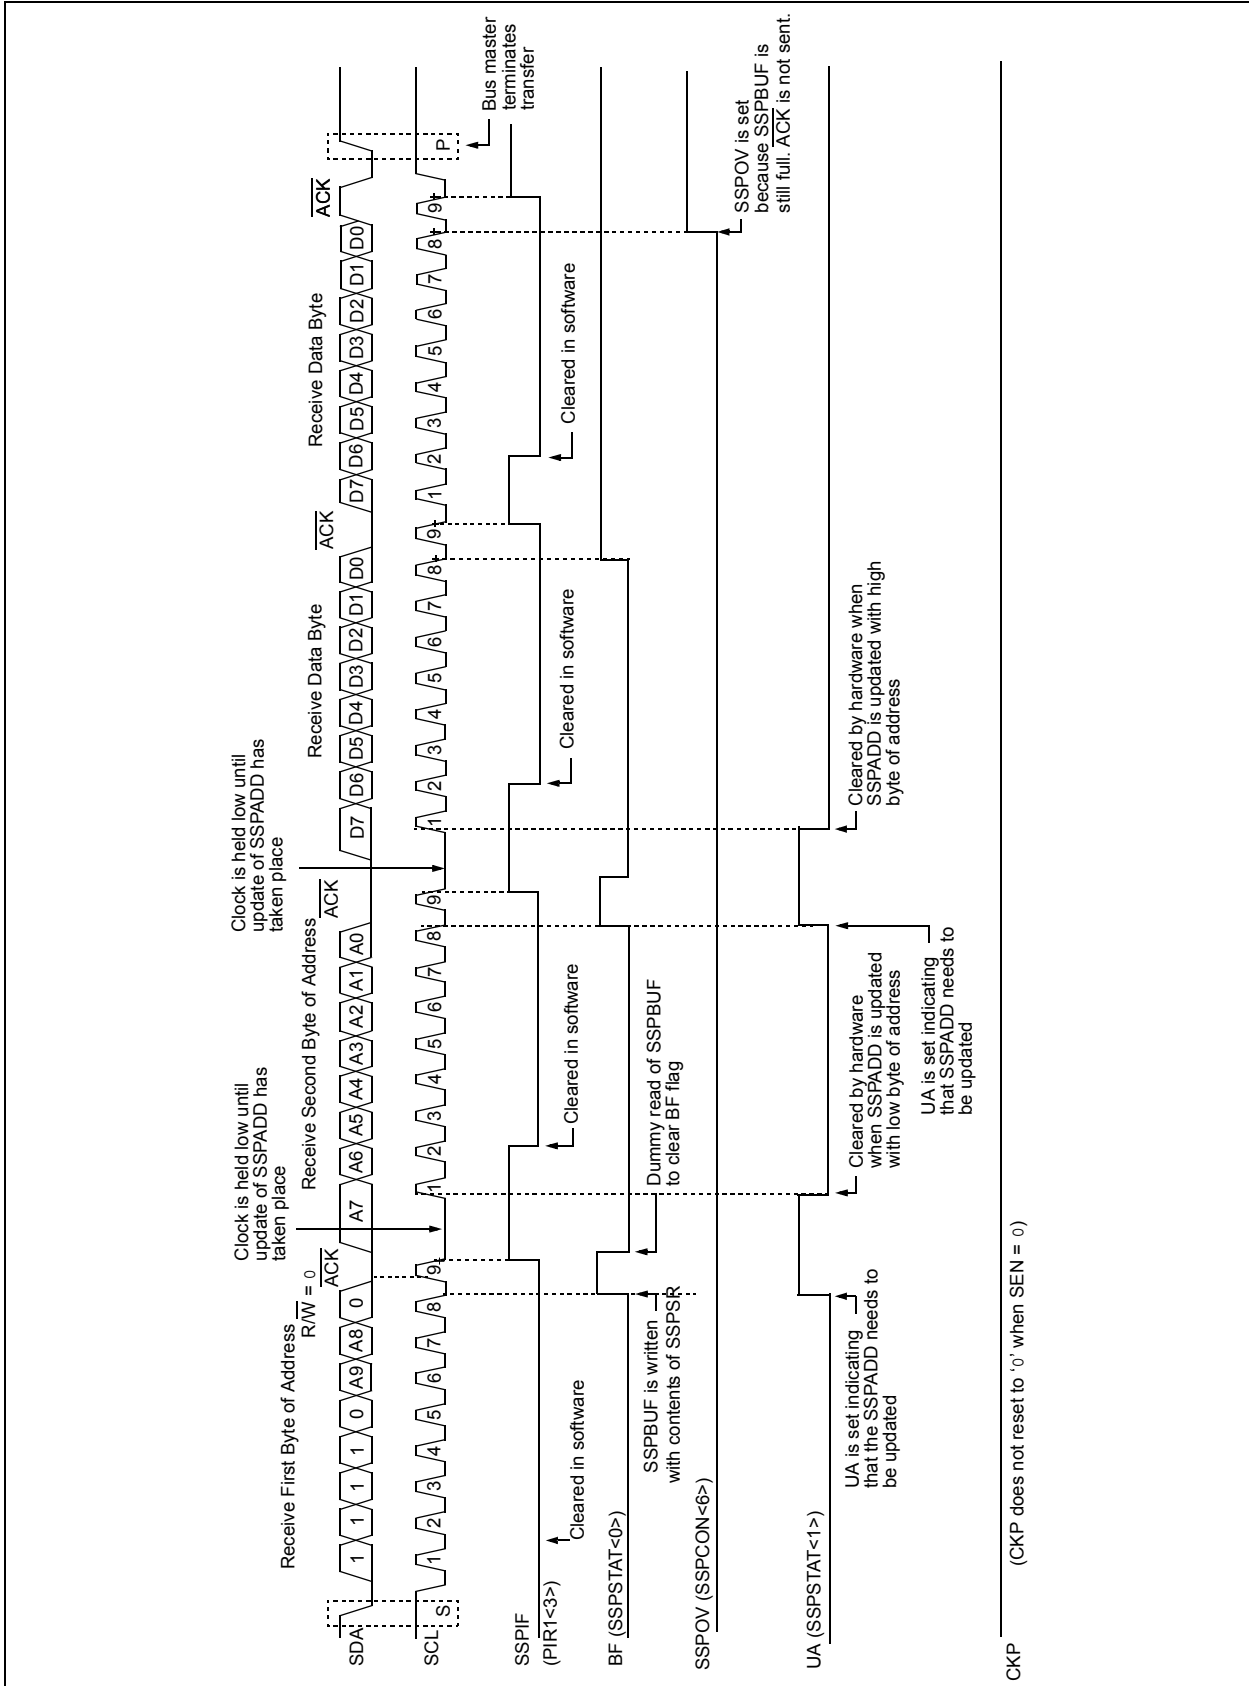 Receive First Byte of Address
R/W = 0
ACK
Clock is held low until
update of SSPADD has
taken place
Receive Second Byte of Address
ACK
Clock is held low until
update of SSPADD has
taken place
Receive Data Byte
ACK
Receive Data Byte
ACK
SDA
1 1 1 1 0 A9 A8 0
A7 A6 A5 A4 A3 A2 A1 A0
D7 D6 D5 D4 D3 D2 D1 D0
D7 D6 D5 D4 D3 D2 D1 D0
SCL
S
1 2 3 4 5 6 7 8 9
1 2 3 4 5 6 7 8 9
1 2 3 4 5 6 7 8 9
1 2 3 4 5 6 7 8 9
P
Bus master
terminates
transfer
SSPIF
(PIR1<3>)
Cleared in software
Cleared in software
Cleared in software
Cleared in software
BF (SSPSTAT<0>)
SSPBUF is written
with contents of SSPSR
Dummy read of SSPBUF
to clear BF flag
SSPOV (SSPCON<6>)
SSPOV is set
because SSPBUF is
still full. ACK is not sent.
UA (SSPSTAT<1>)
UA is set indicating
that the SSPADD needs to
be updated
Cleared by hardware
when SSPADD is updated
with low byte of address
UA is set indicating
that SSPADD needs to
be updated
Cleared by hardware when
SSPADD is updated with high
byte of address
CKP
(CKP does not reset to ‘0’ when SEN = 0)